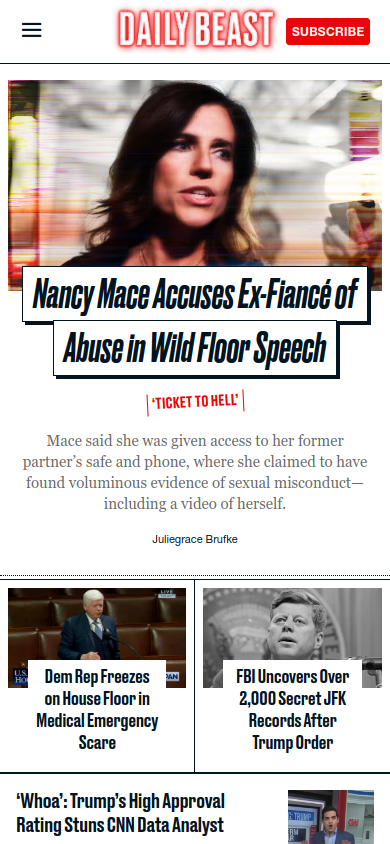 DAILY BEAST
SUBSCRIBE
Nancy Mace Accuses Ex-Fiancé of
Abuse in Wild Floor Speech
‘TICKET TO HELL’
Mace said she was given access to her former
partner’s safe and phone, where she claimed to have
found voluminous evidence of sexual misconduct—
including a video of herself.
Juliegrace Brufke
LIVE
U.S.
Dem Rep Freezes
on House Floor in
Medical Emergency
Scare
FBI Uncovers Over
2,000 Secret JFK
Records After
Trump Order
‘Whoa’: Trump’s High Approval
Rating Stuns CNN Data Analyst
TRUMP
CNN